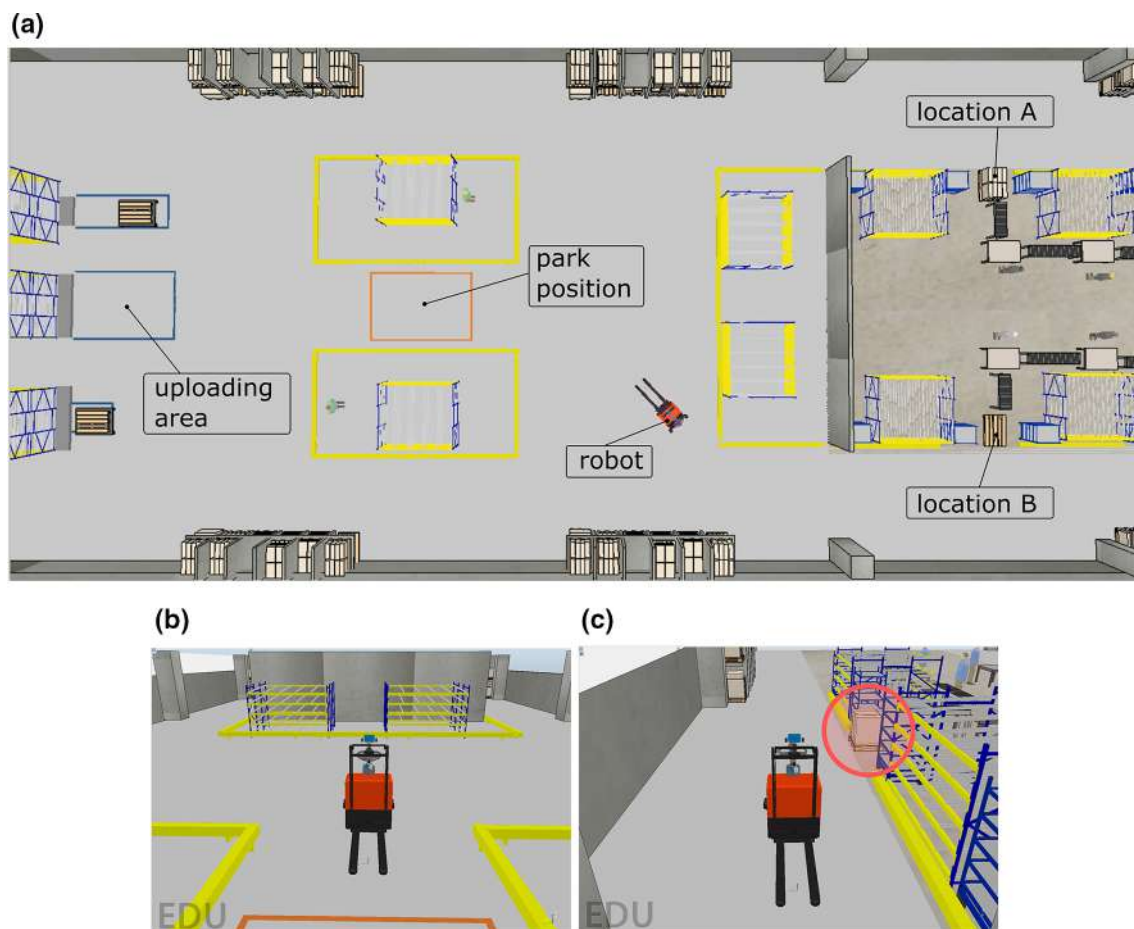 (a)
location A
park
position
uploading
area
robot
location B
(b)
(c)
EDU
EDU